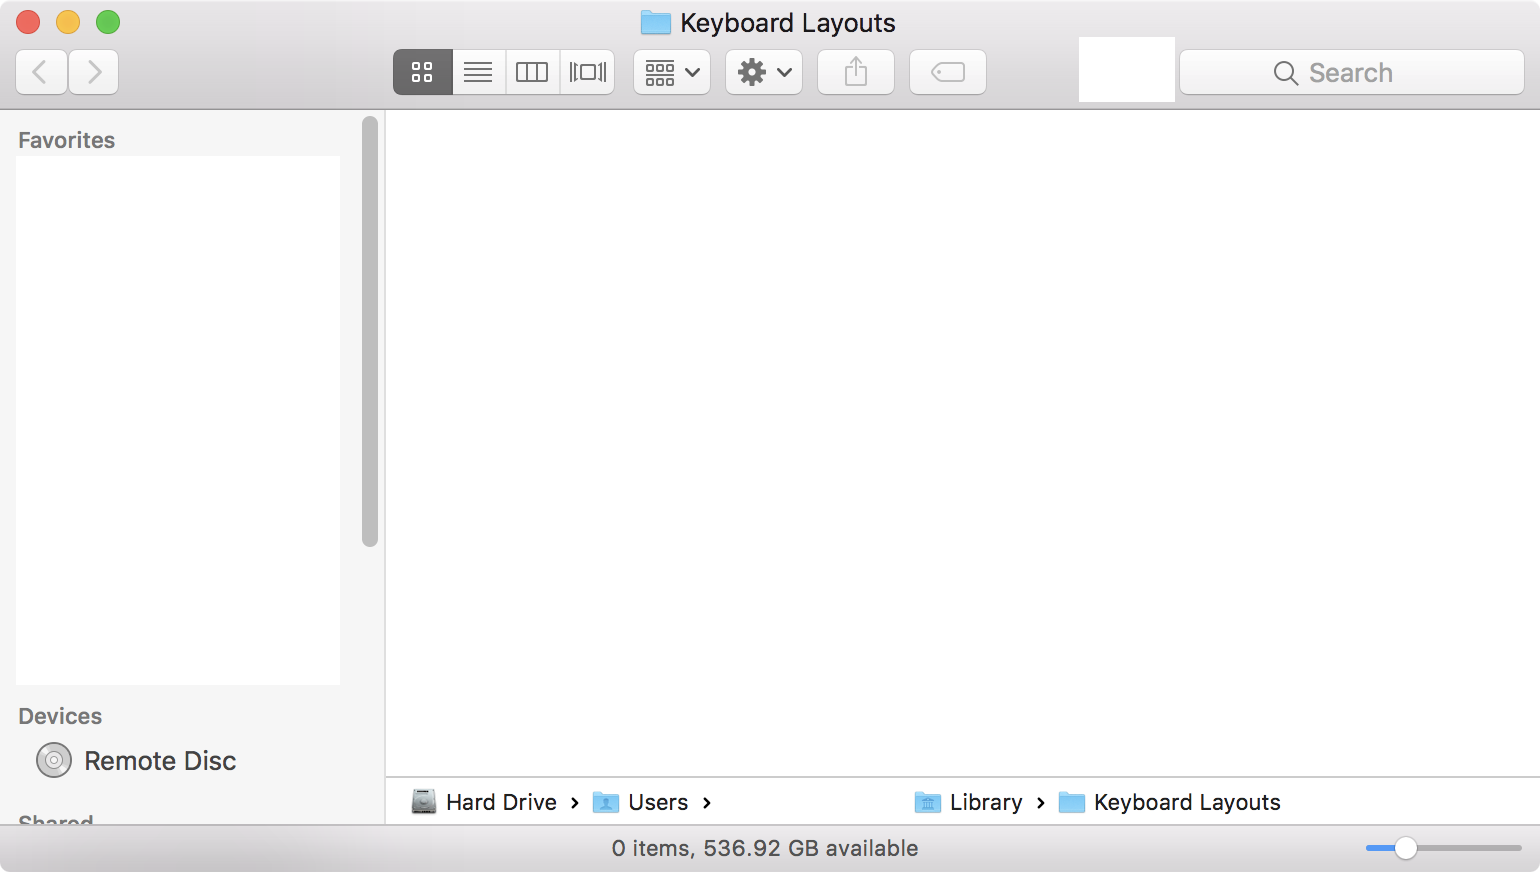 Keyboard Layouts
Search
Favorites
Devices
Remote Disc
Shared
Hard Drive › Users › Library › Keyboard Layouts
0 items, 536.92 GB available